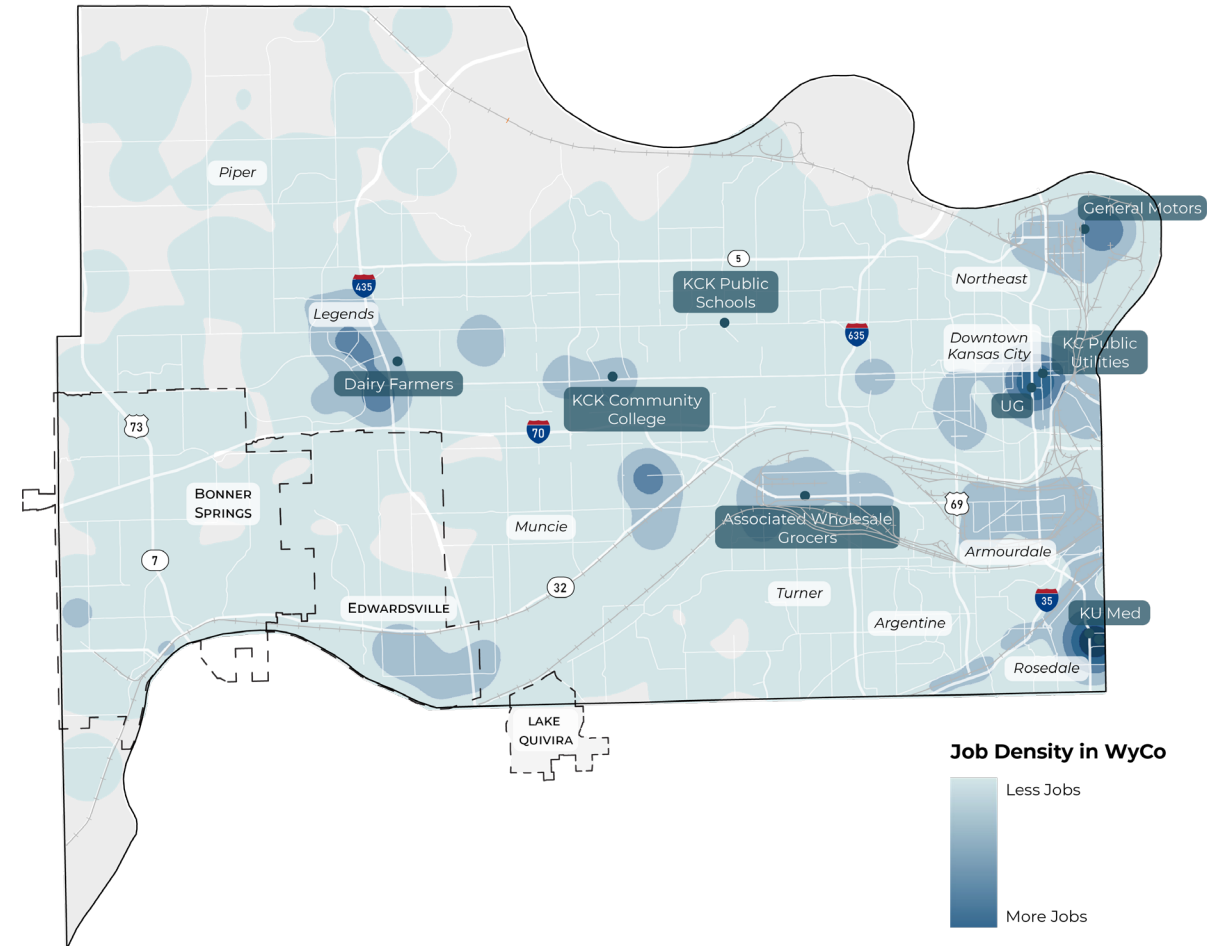 General Motors
Piper
5
Northeast
KCK Public
Schools
435
Legends
635
Downtown
Kansas City
KC Public
Utilities
Dairy Farmers
KCK Community
College
UG
73
70
BONNER
SPRINGS
69
Muncie
Associated Wholesale
Grocers
Armourdale
7
32
Turner
35
EDWARDSVILLE
Argentine
KU Med
Rosedale
LAKE
QUIVIRA
Job Density in WyCo
Less Jobs
More Jobs